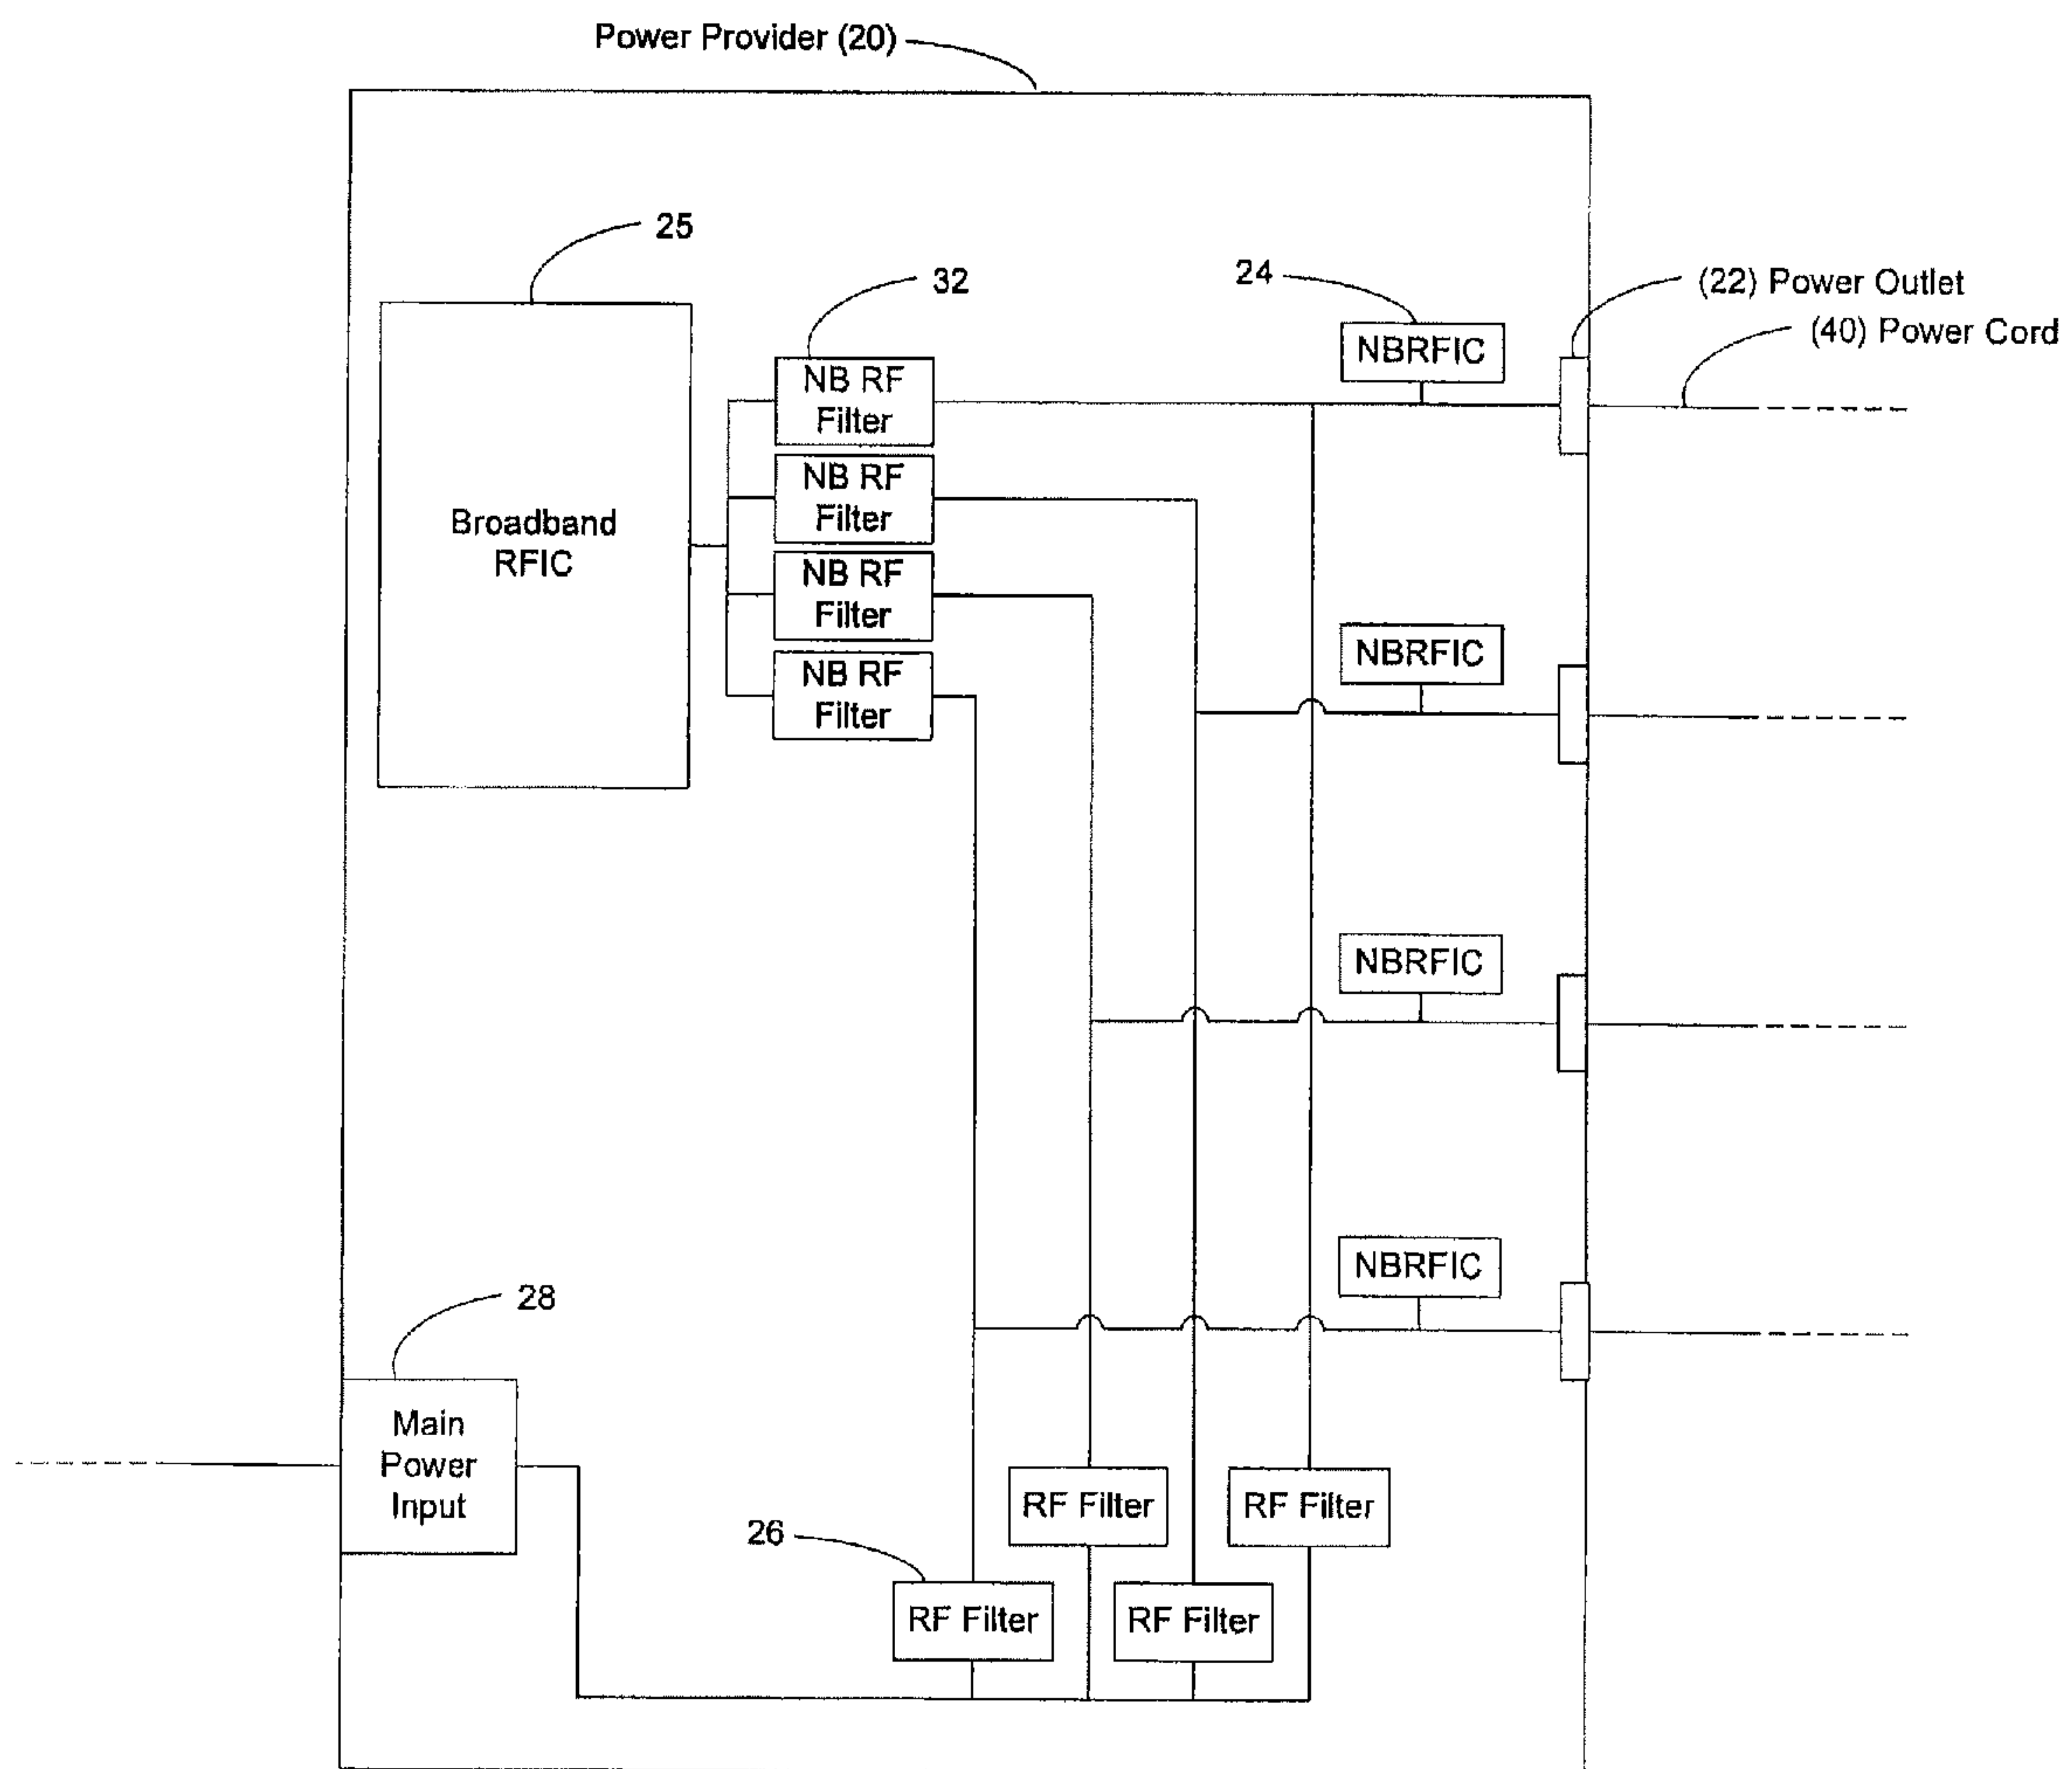 Power Provider (20)
25
32
24
(22) Power Outlet
(40) Power Cord
Broadband
RFIC
NB RF
Filter
NB RF
Filter
NB RF
Filter
NB RF
Filter
NBRFIC
NBRFIC
NBRFIC
NBRFIC
28
Main
Power
Input
26
RF Filter
RF Filter
RF Filter
RF Filter